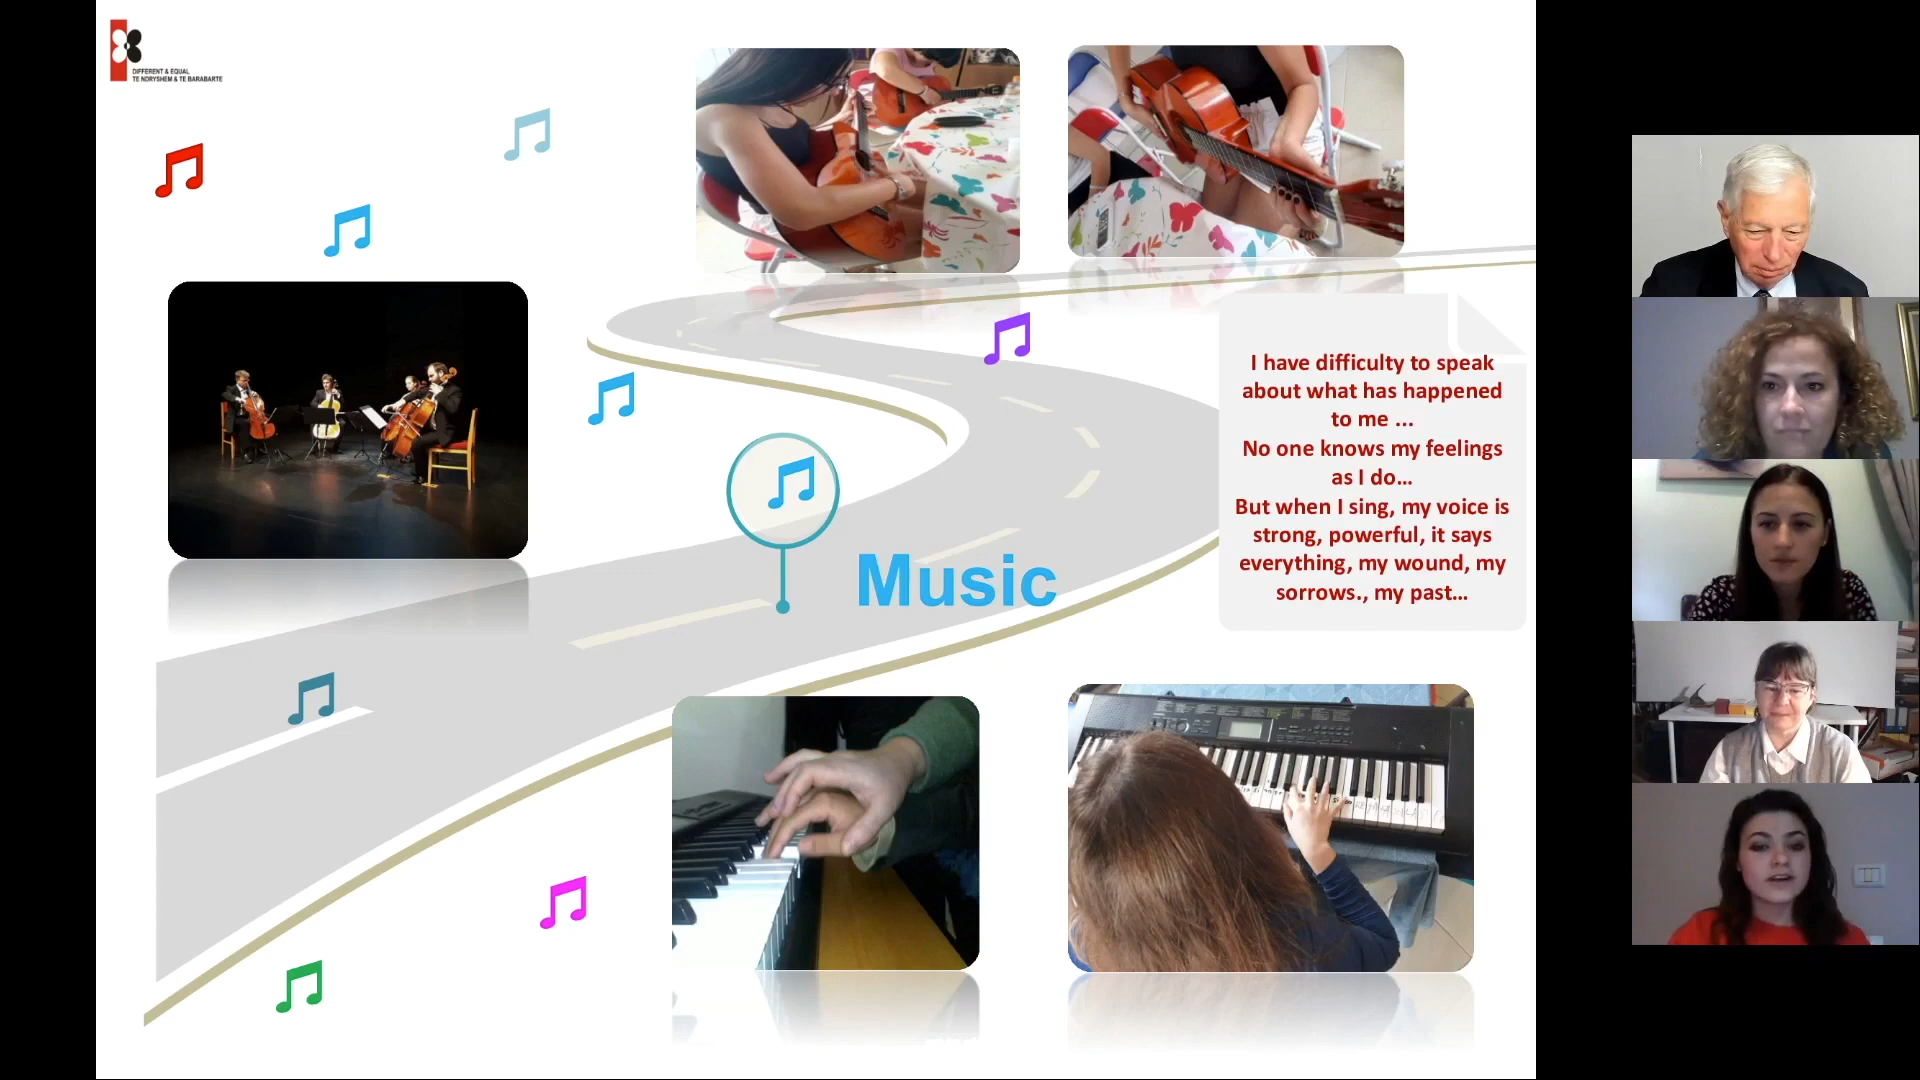 DIFFERENT & EQUAL
TE NDRYSHEM & TE BARABARTE
I have difficulty to speak
about what has happened
to me ...
No one knows my feelings
as I do...
But when I sing, my voice is
strong, powerful, it says
everything, my wound, my
sorrows., my past...
Music